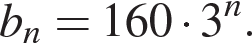 bₙ = 160 · 3ⁿ.